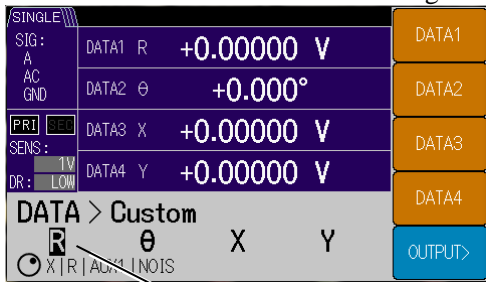 SINGLE
SIG:
A
AC
GND
PRI SEC
SENS:
1V
DR: LOW
DATA1 R +0.00000 V
DATA2 θ +0.000°
DATA3 X +0.00000 V
DATA4 Y +0.00000 V
DATA > Custom
R θ X Y
X|R|AUX1|NOIS
DATA1
DATA2
DATA3
DATA4
OUTPUT>